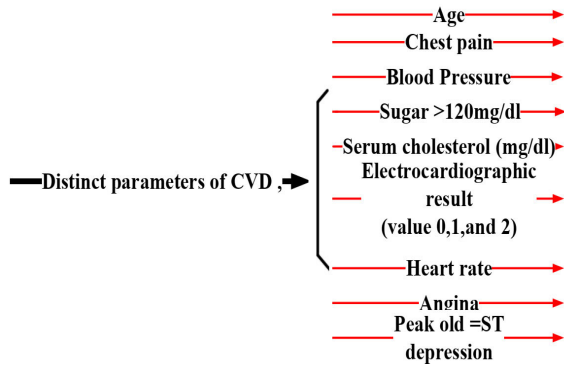 Age
Chest pain
Blood Pressure
Sugar >120mg/dl
Serum cholesterol (mg/dl)
Distinct parameters of CVD ,
Electrocardiographic
result
(value 0,1,and 2)
Heart rate
Angina
Peak old =ST
depression